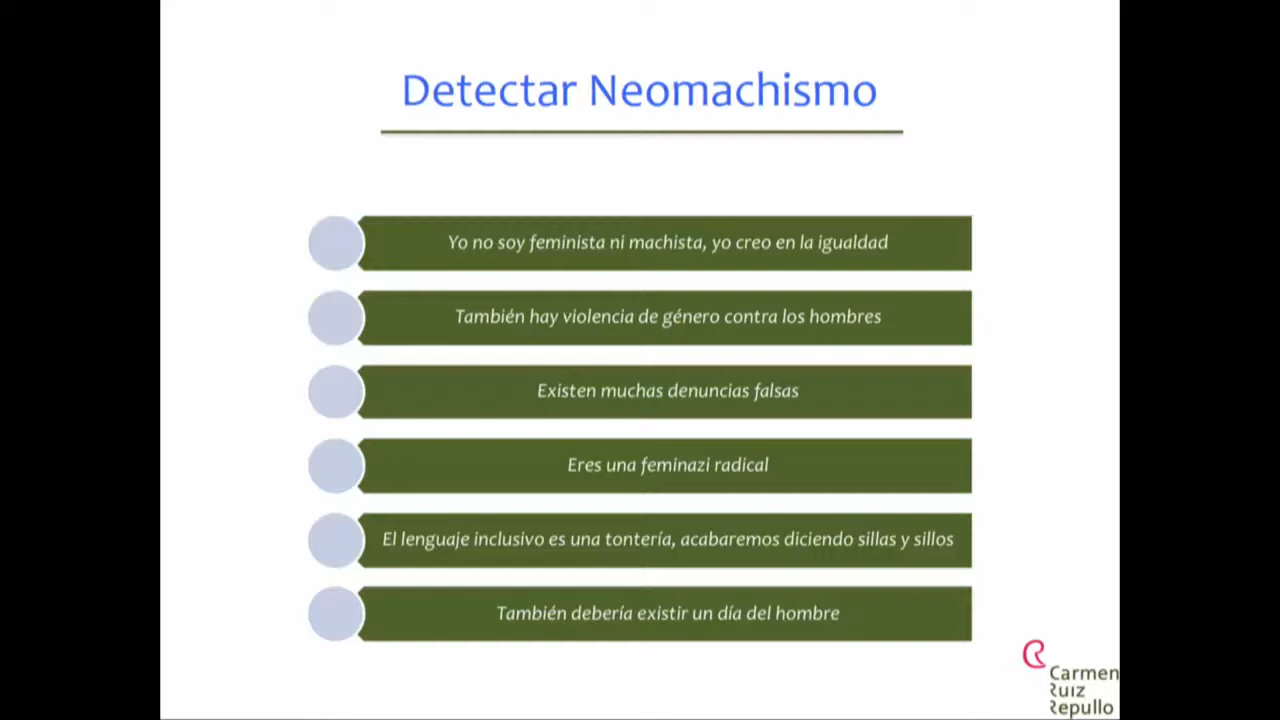 Detectar Neomachismo
Yo no soy feminista ni machista, yo creo en la igualdad
También hay violencia de género contra los hombres
Existen muchas denuncias falsas
Eres una feminazi radical
El lenguaje inclusivo es una tontería, acabaremos diciendo sillas y sillos
También debería existir un día del hombre
Carmen
Ruiz
Repullo